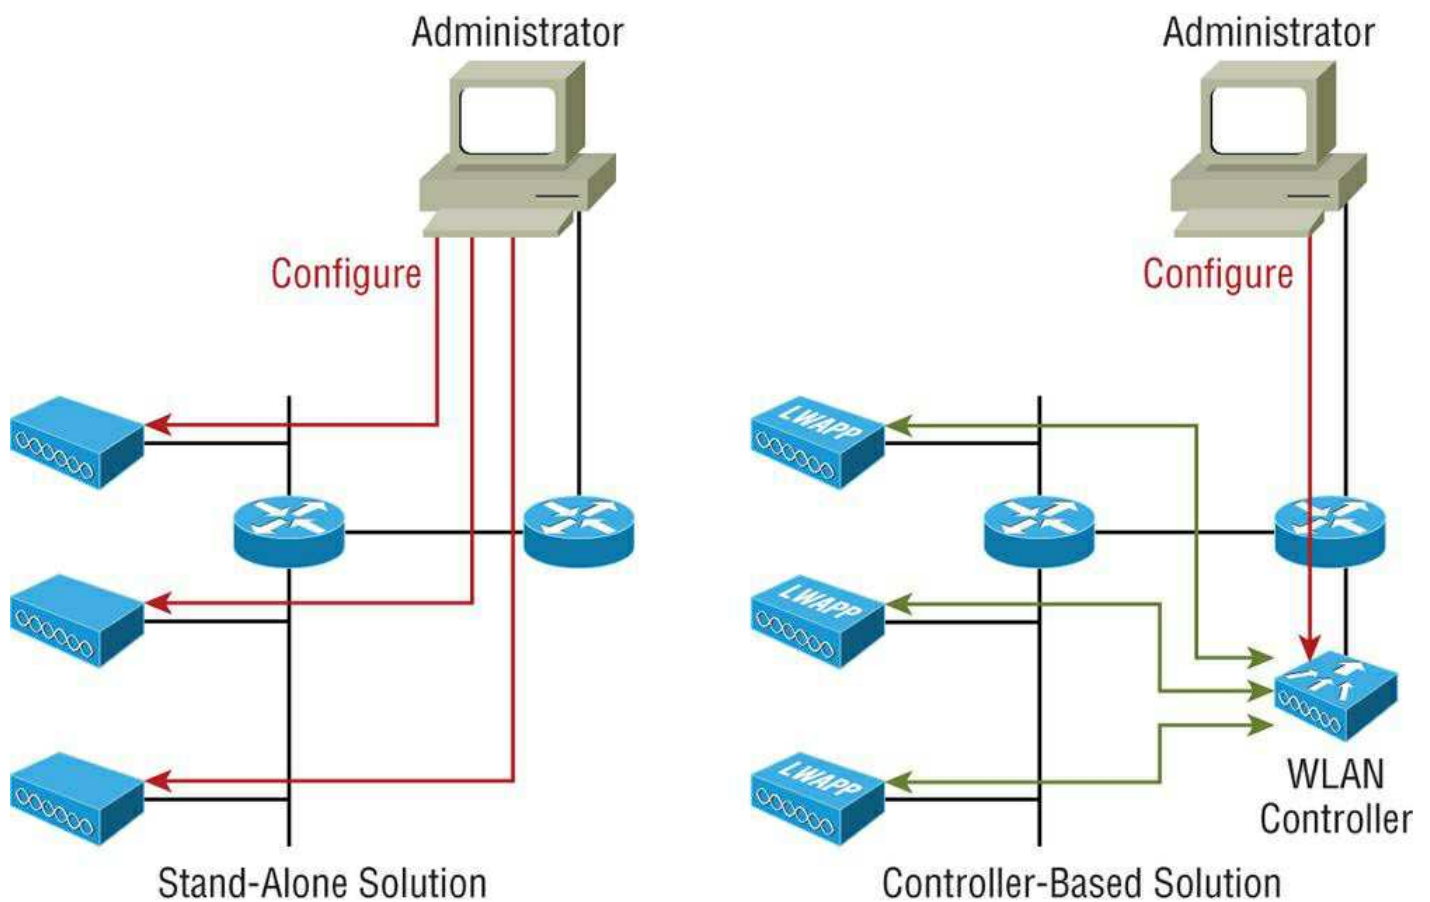 Administrator
Configure
Stand-Alone Solution
Administrator
Configure
LWAPP
LWAPP
LWAPP
WLAN
Controller
Controller-Based Solution